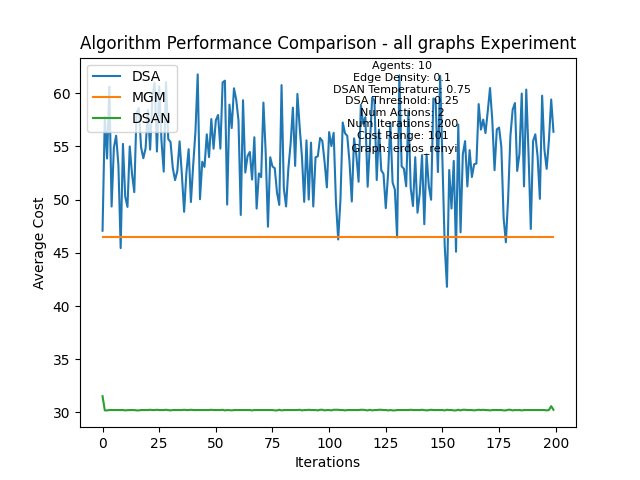 Algorithm Performance Comparison - all graphs Experiment
DSA
MGM
DSAN
Agents: 10
Edge Density: 0.1
DSAN Temperature: 0.75
DSA Threshold: 0.25
Num Actions: 2
Num Iterations: 200
Cost Range: 101
Graph: erdos_renyi
Average Cost
60
55
50
45
40
35
30
0
25
50
75
100
125
150
175
200
Iterations